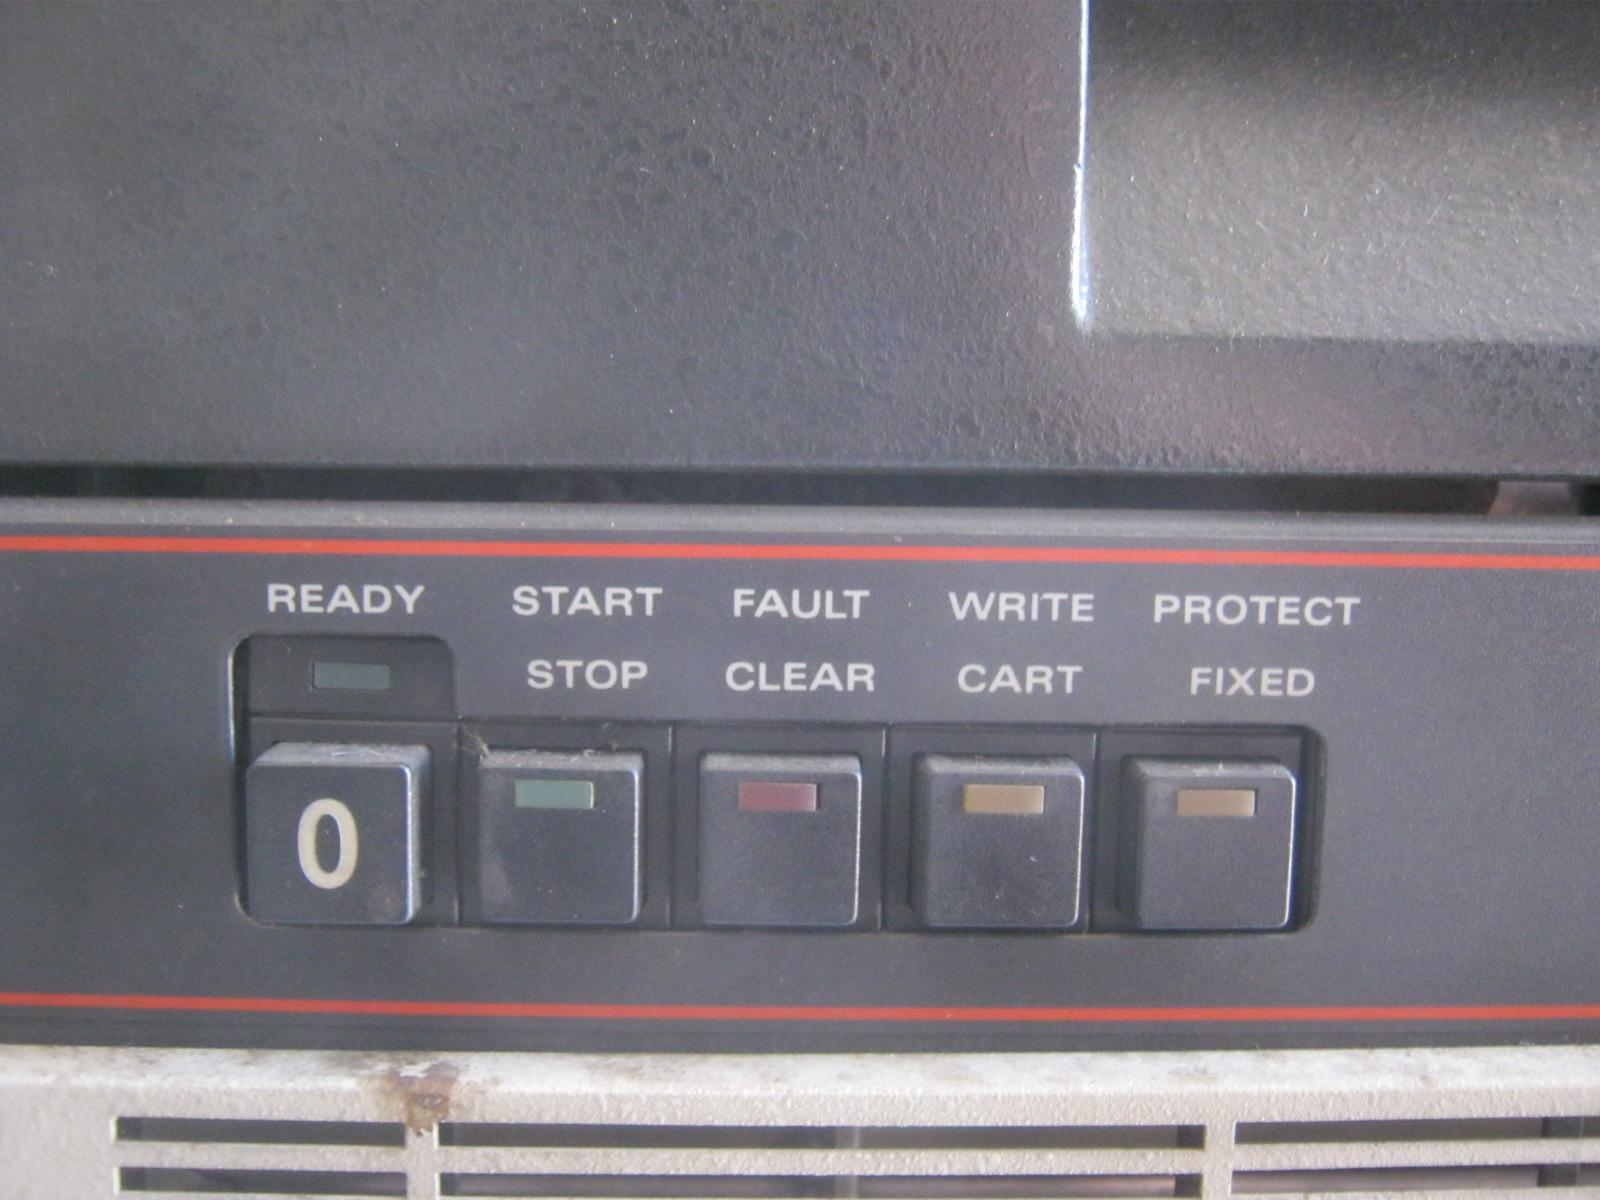 READY START FAULT WRITE PROTECT
STOP CLEAR CART FIXED
0